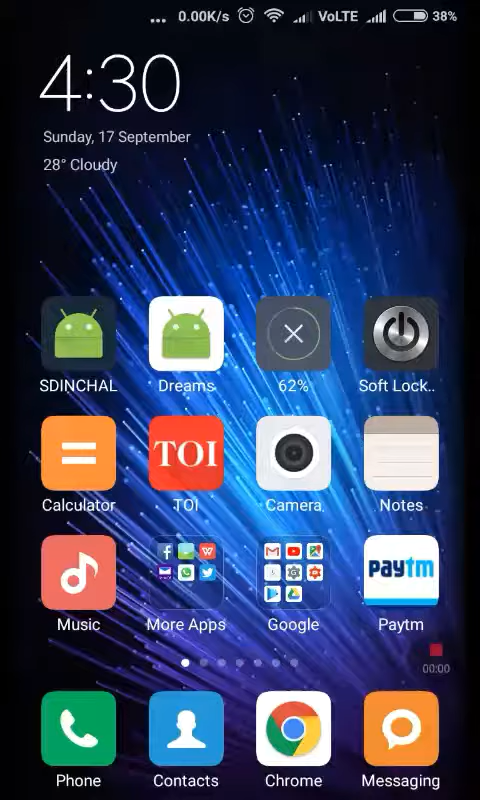 ... 0.00K/s VoLTE 38%
4:30
Sunday, 17 September
28° Cloudy
SDINCHAL Dreams 62% Soft Lock..
TOI
Calculator TOI Camera Notes
paytm
Music More Apps Google Paytm
00:00
Phone Contacts Chrome Messaging